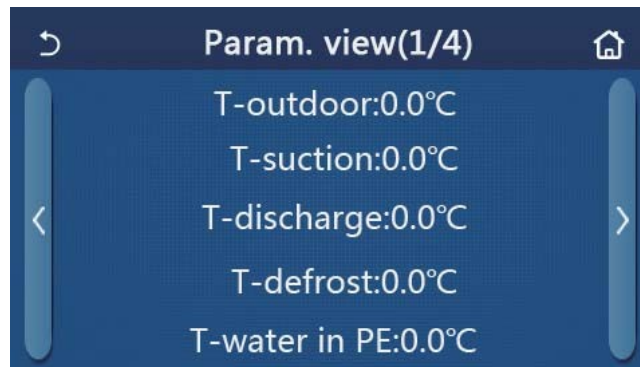 Param. view(1/4)
T-outdoor:0.0℃
T-suction:0.0℃
T-discharge:0.0℃
T-defrost:0.0℃
T-water in PE:0.0℃